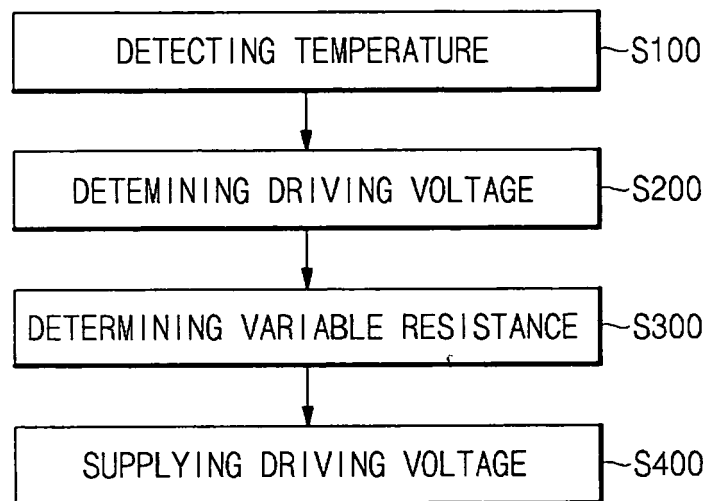 DETECTING TEMPERATURE ~S100
DETEMINING DRIVING VOLTAGE ~S200
DETERMINING VARIABLE RESISTANCE ~S300
SUPPLYING DRIVING VOLTAGE ~S400